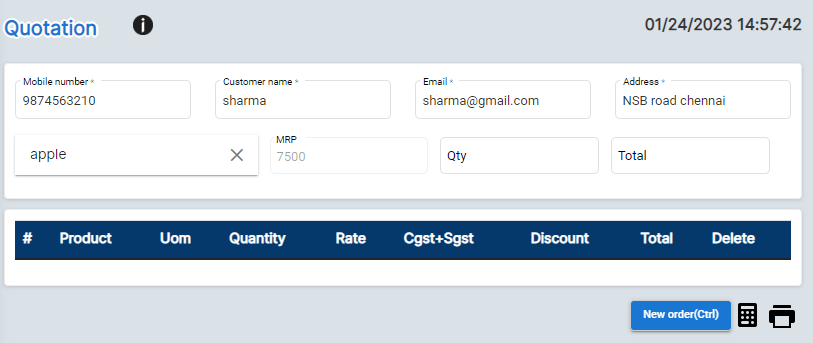 Quotation
01/24/2023 14:57:42
Mobile number *
9874563210
Customer name *
sharma
Email *
sharma@gmail.com
Address *
NSB road chennai
apple
MRP
7500
Qty
Total
# Product Uom Quantity Rate Cgst+Sgst Discount Total Delete
New order(Ctrl)